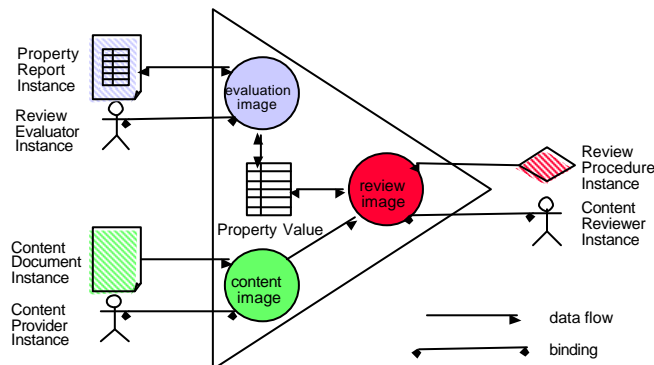 Property
Report
Instance
Review
Evaluator
Instance
evaluation
image
Property Value
review
image
Review
Procedure
Instance
Content
Reviewer
Instance
Content
Document
Instance
Content
Provider
Instance
content
image
data flow
binding